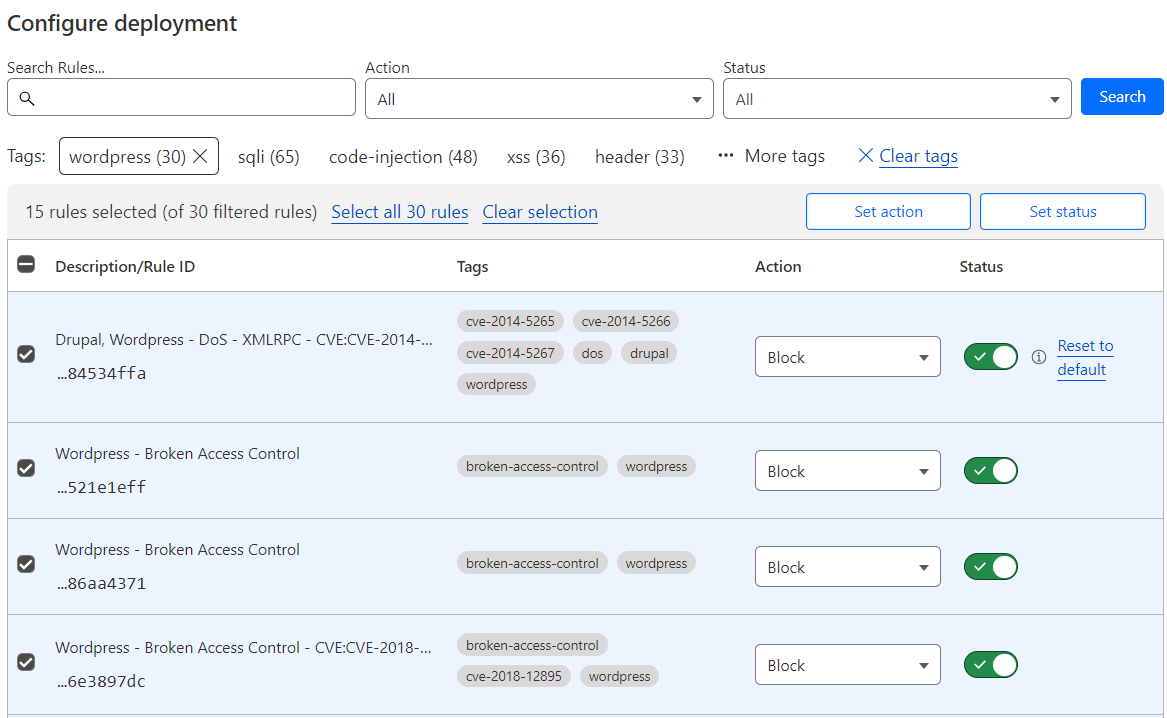 Configure deployment
Search Rules...
Action
Status
All
All
Search
Tags:
wordpress (30)
sqli (65)
code-injection (48)
xss (36)
header (33)
··· More tags
Clear tags
15 rules selected (of 30 filtered rules)
Select all 30 rules
Clear selection
Set action
Set status
Description/Rule ID
Tags
Action
Status
Drupal, Wordpress - DoS - XMLRPC - CVE:CVE-2014-...
...84534ffa
cve-2014-5265
cve-2014-5266
cve-2014-5267
dos
drupal
wordpress
Block
Reset to
default
Wordpress - Broken Access Control
...521e1eff
broken-access-control
wordpress
Block
Wordpress - Broken Access Control
...86aa4371
broken-access-control
wordpress
Block
Wordpress - Broken Access Control - CVE:CVE-2018-...
...6e3897dc
broken-access-control
cve-2018-12895
wordpress
Block